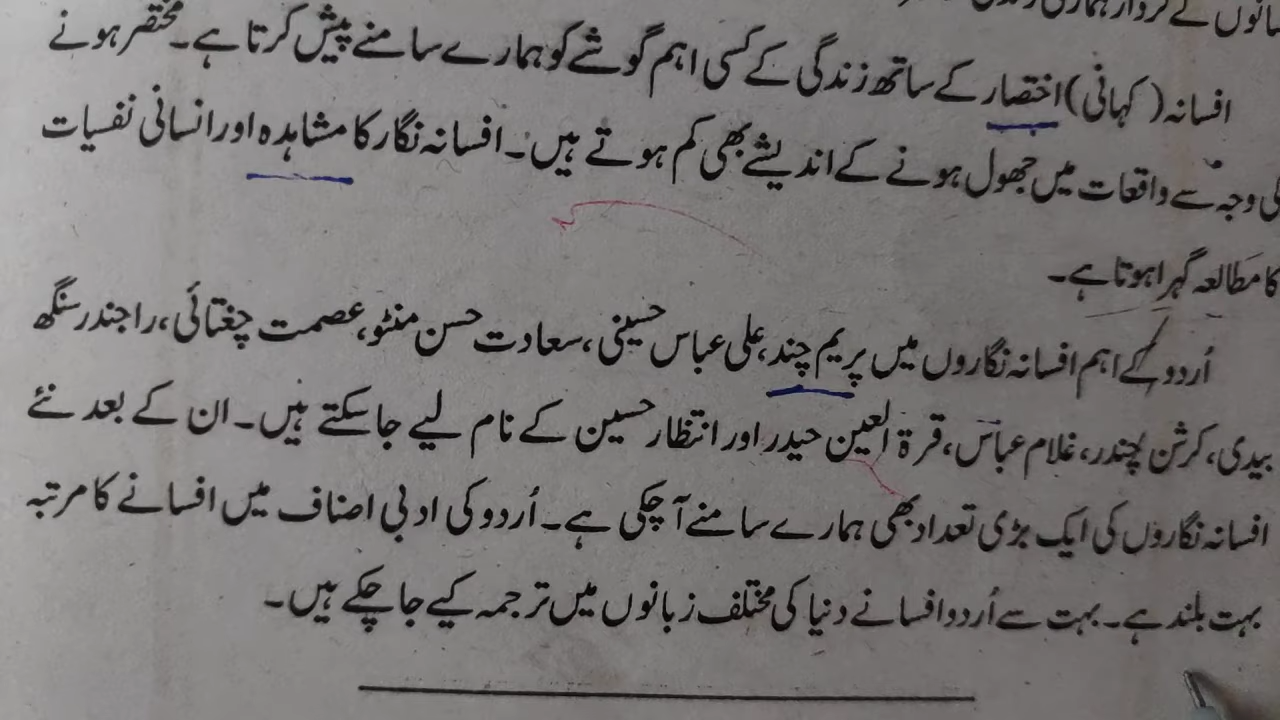 کے کردار ہماری
افسانہ (کہانی) اختصار کے ساتھ زندگی کے کسی اہم گوشے کو ہمارے سامنے پیش کرتا ہے۔ مختصر ہونے
کی وجہ سے واقعات میں جھول ہونے کے اندیشے بھی کم ہوتے ہیں۔ افسانہ نگار کا مشاہدہ اور انسانی نفسیات
کا مطالعہ گہرا ہوتا ہے۔
اُردو کے اہم افسانہ نگاروں میں پریم چند، علی عباس حسینی، سعادت حسن منٹو، عصمت چغتائی، راجندر سنگھ
بیدی، کرشن چندر، غلام عباس، قرۃ العین حیدر اور انتظار حسین کے نام لیے جاسکتے ہیں۔ ان کے بعد نئے
افسانہ نگاروں کی ایک بڑی تعداد بھی ہمارے سامنے آچکی ہے۔ اُردو کی ادبی اصناف میں افسانے کا مرتبہ
بہت بلند ہے۔ بہت سے اُردو افسانے دنیا کی مختلف زبانوں میں ترجمہ کیے جاچکے ہیں۔